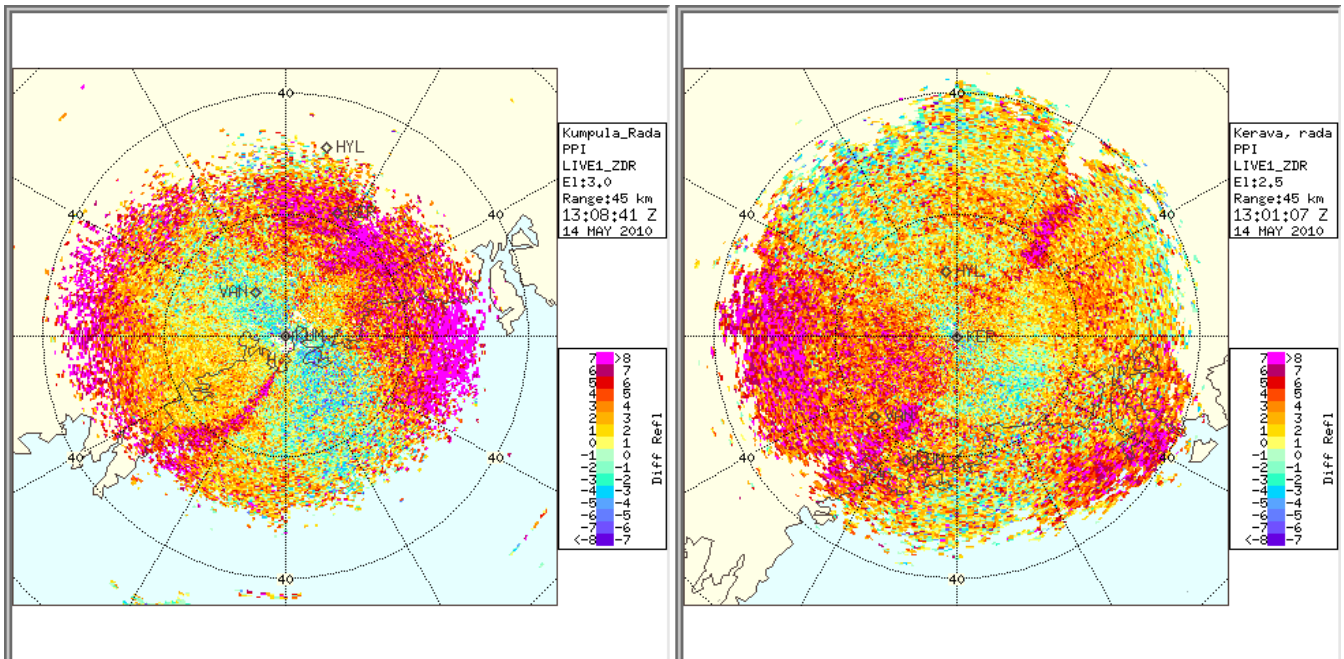 Kumpula_Rada
PPI
LIVE1_ZDR
El:3.0
Range:45 km
13:08:41 Z
14 MAY 2010
40
HYL
40
40
VAN
40
40
40
7 >8
6 7
5 6
4 5
3 4
2 3
1 2
0 1
-1 0
-2 -1
-3 -2
-4 -3
-5 -4
-6 -5
-7 -6
<-8 -7
Diff Refl
Kerava, rada
PPI
LIVE1_ZDR
El:2.5
Range:45 km
13:01:07 Z
14 MAY 2010
40
40
40
HYL
KER
40
40
40
7 >8
6 7
5 6
4 5
3 4
2 3
1 2
0 1
-1 0
-2 -1
-3 -2
-4 -3
-5 -4
-6 -5
-7 -6
<-8 -7
Diff Refl